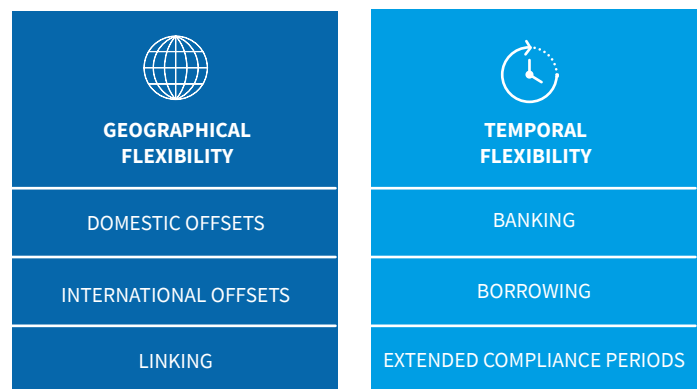 GEOGRAPHICAL
FLEXIBILITY
DOMESTIC OFFSETS
INTERNATIONAL OFFSETS
LINKING
TEMPORAL
FLEXIBILITY
BANKING
BORROWING
EXTENDED COMPLIANCE PERIODS